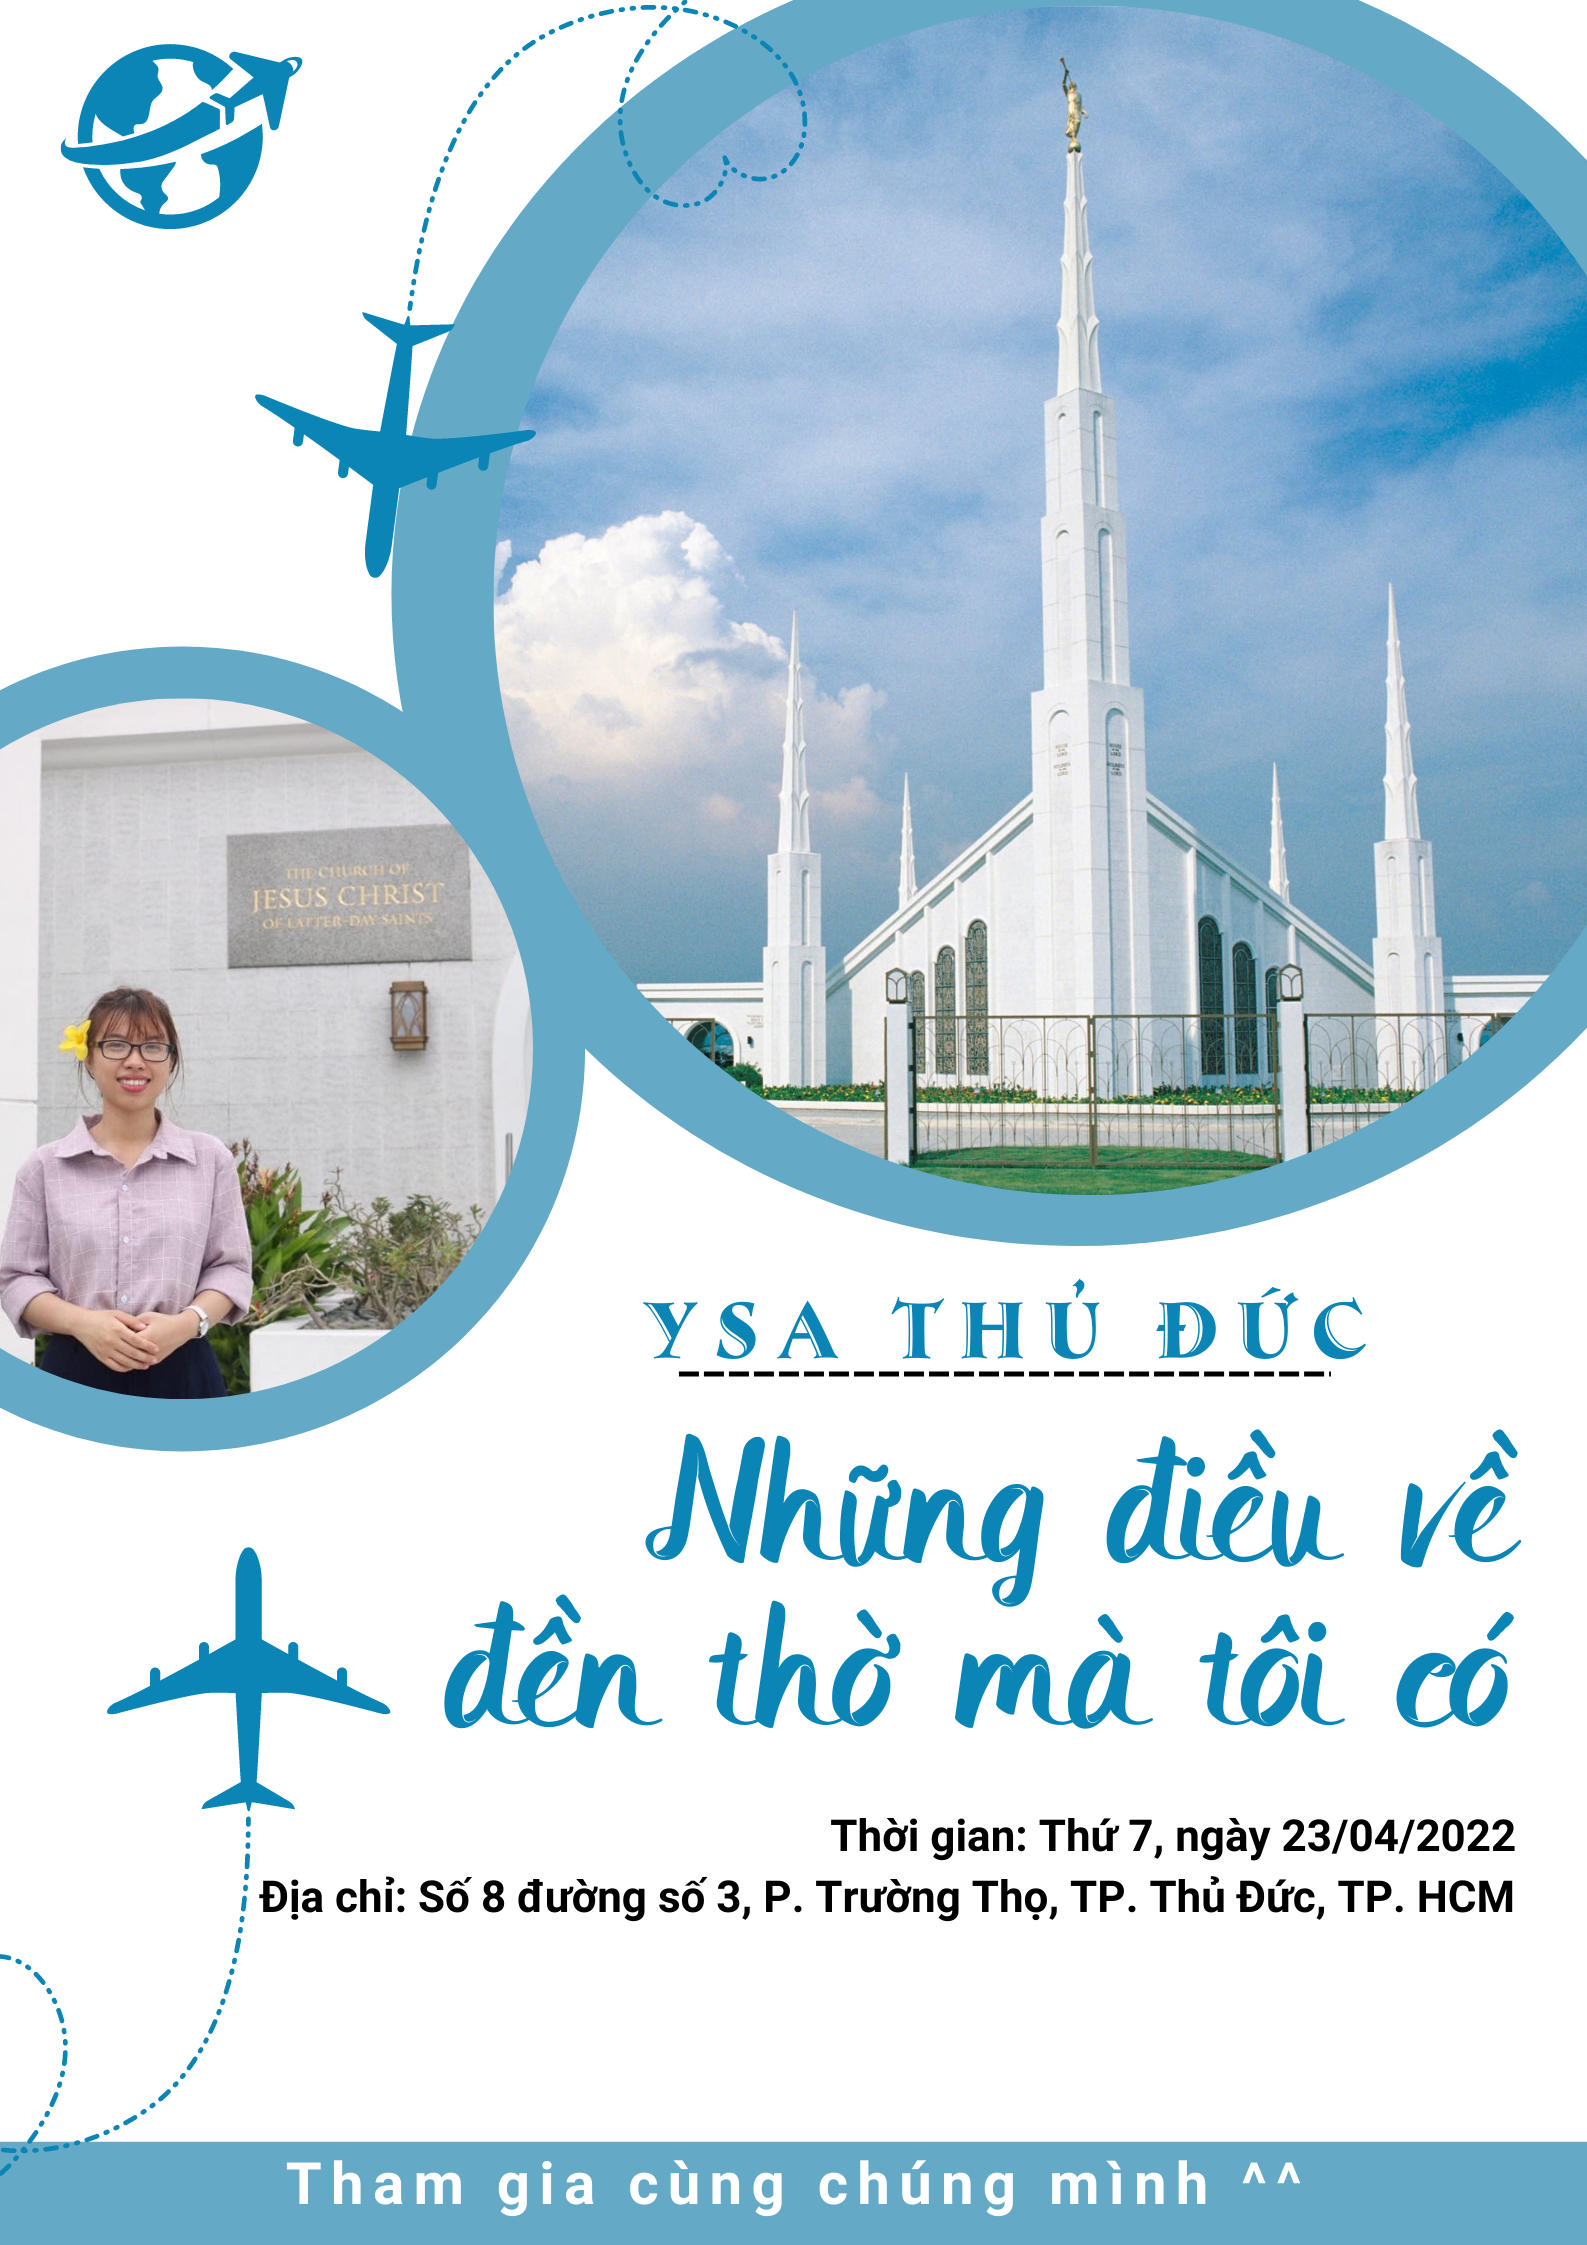 THE CHURCH OF
JESUS CHRIST
OF LATTER-DAY SAINTS
YSA THỦ ĐỨC
Những điều về
đền thờ mà tôi có
Thời gian: Thứ 7, ngày 23/04/2022
Địa chỉ: Số 8 đường số 3, P. Trường Thọ, TP. Thủ Đức, TP. HCM
Tham gia cùng chúng mình ^^